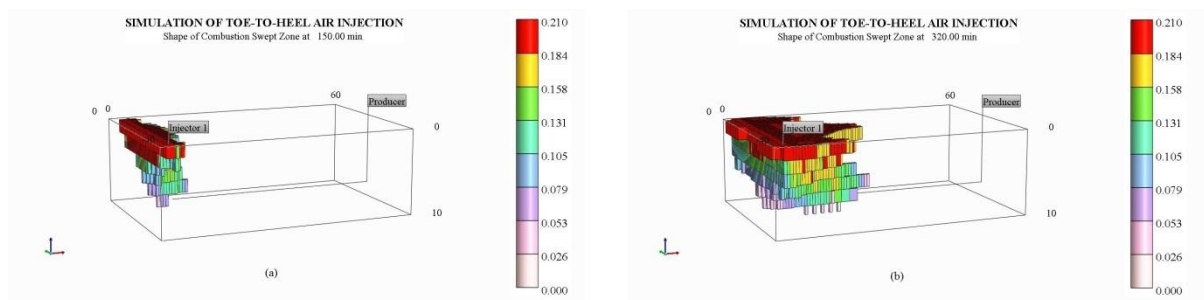 SIMULATION OF TOE-TO-HEEL AIR INJECTION
Shape of Combustion Swept Zone at 150.00 min
0 0
60
Producer
Injector 1
0
10
(a)
0.210
0.184
0.158
0.131
0.105
0.079
0.053
0.026
0.000
SIMULATION OF TOE-TO-HEEL AIR INJECTION
Shape of Combustion Swept Zone at 320.00 min
0 0
60
Producer
Injector 1
0
10
(b)
0.210
0.184
0.158
0.131
0.105
0.079
0.053
0.026
0.000